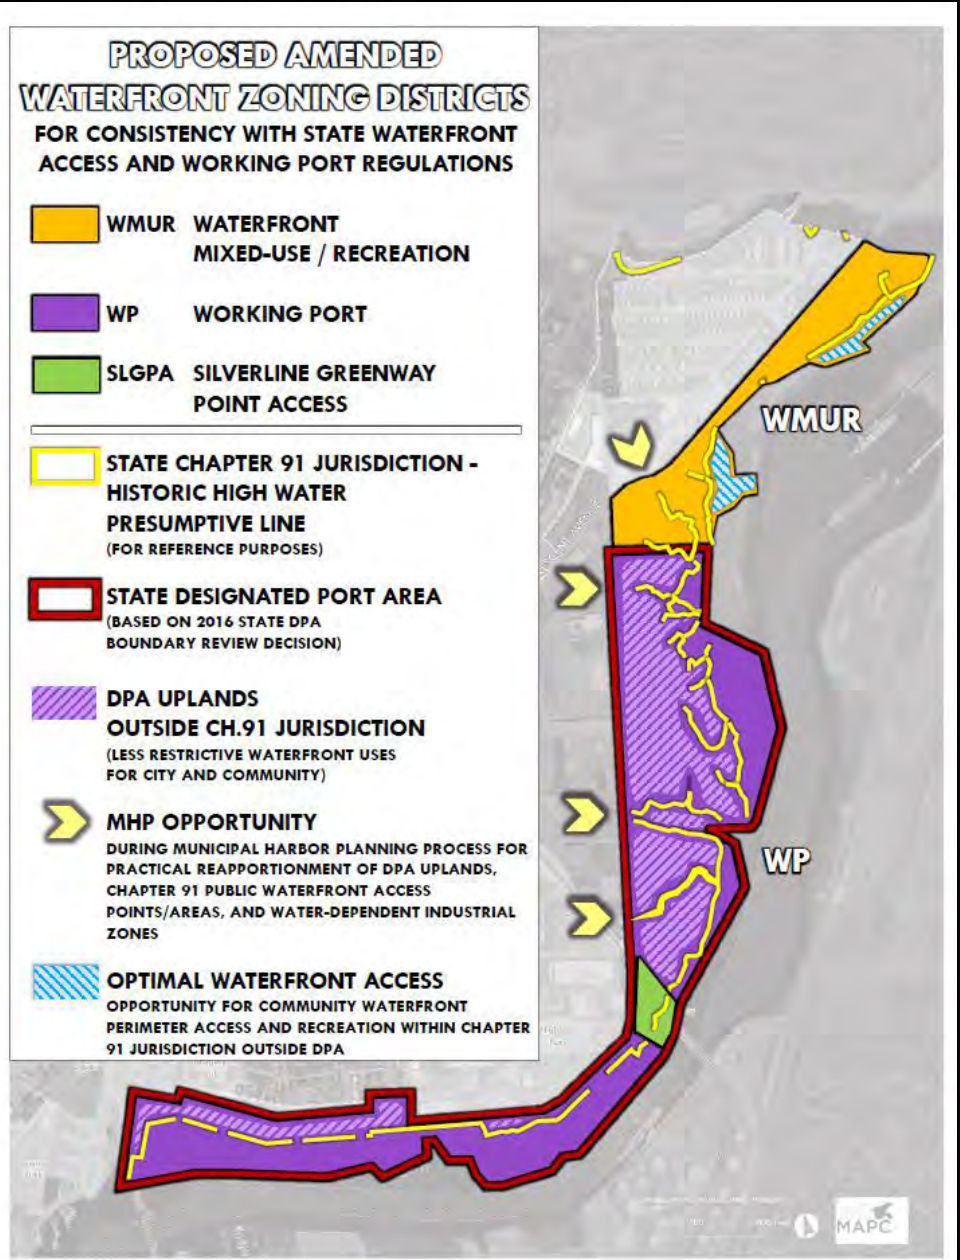 PROPOSED AMENDED
WATERFRONT ZONING DISTRICTS
FOR CONSISTENCY WITH STATE WATERFRONT
ACCESS AND WORKING PORT REGULATIONS
WMUR WATERFRONT
MIXED-USE / RECREATION
WP WORKING PORT
SLGPA SILVERLINE GREENWAY
POINT ACCESS
STATE CHAPTER 91 JURISDICTION -
HISTORIC HIGH WATER
PRESUMPTIVE LINE
(FOR REFERENCE PURPOSES)
STATE DESIGNATED PORT AREA
(BASED ON 2016 STATE DPA
BOUNDARY REVIEW DECISION)
DPA UPLANDS
OUTSIDE CH.91 JURISDICTION
(LESS RESTRICTIVE WATERFRONT USES
FOR CITY AND COMMUNITY)
MHP OPPORTUNITY
DURING MUNICIPAL HARBOR PLANNING PROCESS FOR
PRACTICAL REAPPORTIONMENT OF DPA UPLANDS,
CHAPTER 91 PUBLIC WATERFRONT ACCESS
POINTS/AREAS, AND WATER-DEPENDENT INDUSTRIAL
ZONES
OPTIMAL WATERFRONT ACCESS
OPPORTUNITY FOR COMMUNITY WATERFRONT
PERIMETER ACCESS AND RECREATION WITHIN CHAPTER
91 JURISDICTION OUTSIDE DPA
WMUR
WP
MAPC